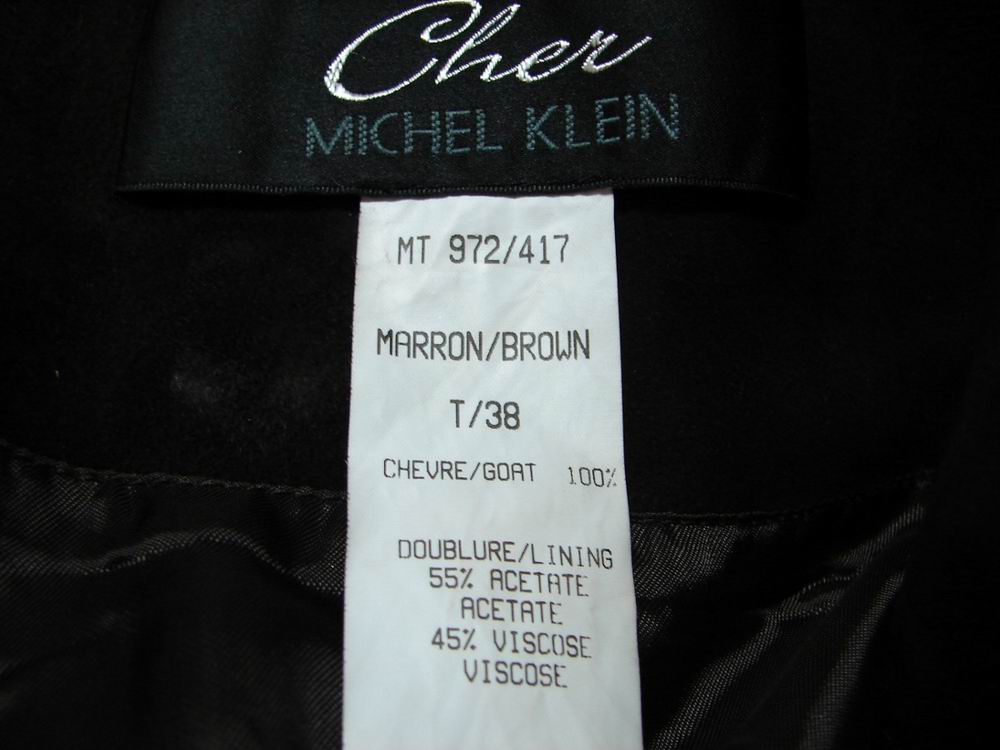 Cher
MICHEL KLEIN
MT 972/417
MARRON/BROWN
T/38
CHEVRE/GOAT 100%
DOUBLURE/LINING
55% ACETATE
ACETATE
45% VISCOSE
VISCOSE